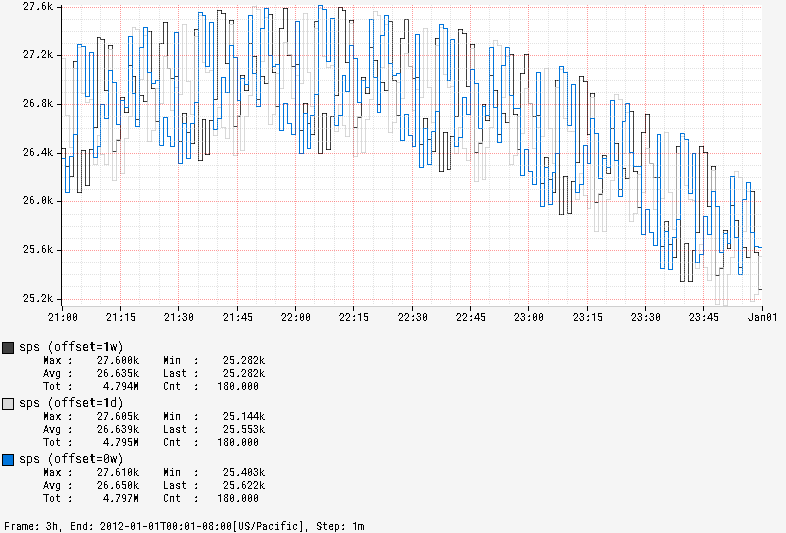 27.6k
27.2k
26.8k
26.4k
26.0k
25.6k
25.2k
21:00 21:15 21:30 21:45 22:00 22:15 22:30 22:45 23:00 23:15 23:30 23:45 Jan01
sps (offset=1w)
Max : 27.600k Min : 25.282k
Avg : 26.635k Last : 25.282k
Tot : 4.794M Cnt : 180.000
sps (offset=1d)
Max : 27.605k Min : 25.144k
Avg : 26.639k Last : 25.553k
Tot : 4.795M Cnt : 180.000
sps (offset=0w)
Max : 27.610k Min : 25.403k
Avg : 26.650k Last : 25.622k
Tot : 4.797M Cnt : 180.000
Frame: 3h, End: 2012-01-01T00:01-08:00[US/Pacific], Step: 1m